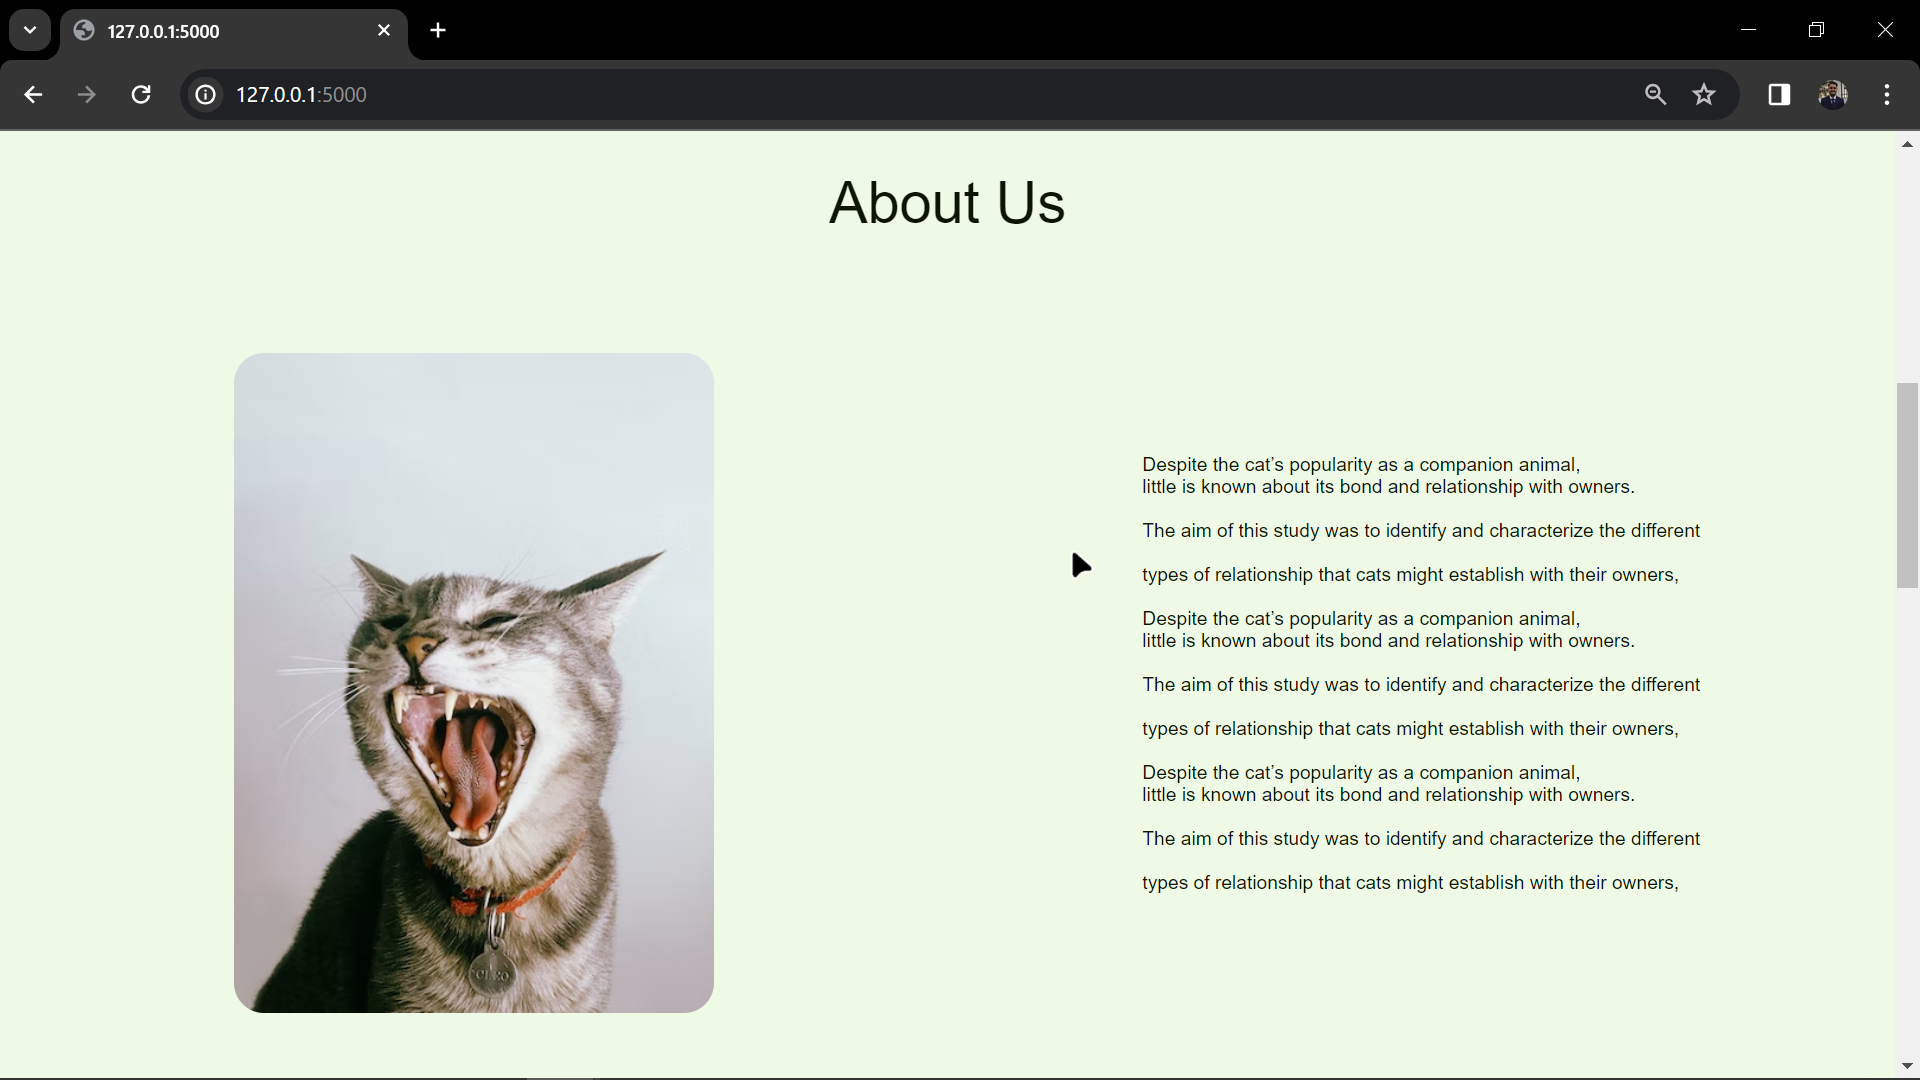 127.0.0.1:5000
127.0.0.1:5000
About Us
Despite the cat’s popularity as a companion animal,
little is known about its bond and relationship with owners.
The aim of this study was to identify and characterize the different
types of relationship that cats might establish with their owners,
Despite the cat’s popularity as a companion animal,
little is known about its bond and relationship with owners.
The aim of this study was to identify and characterize the different
types of relationship that cats might establish with their owners,
Despite the cat’s popularity as a companion animal,
little is known about its bond and relationship with owners.
The aim of this study was to identify and characterize the different
types of relationship that cats might establish with their owners,
CLEO